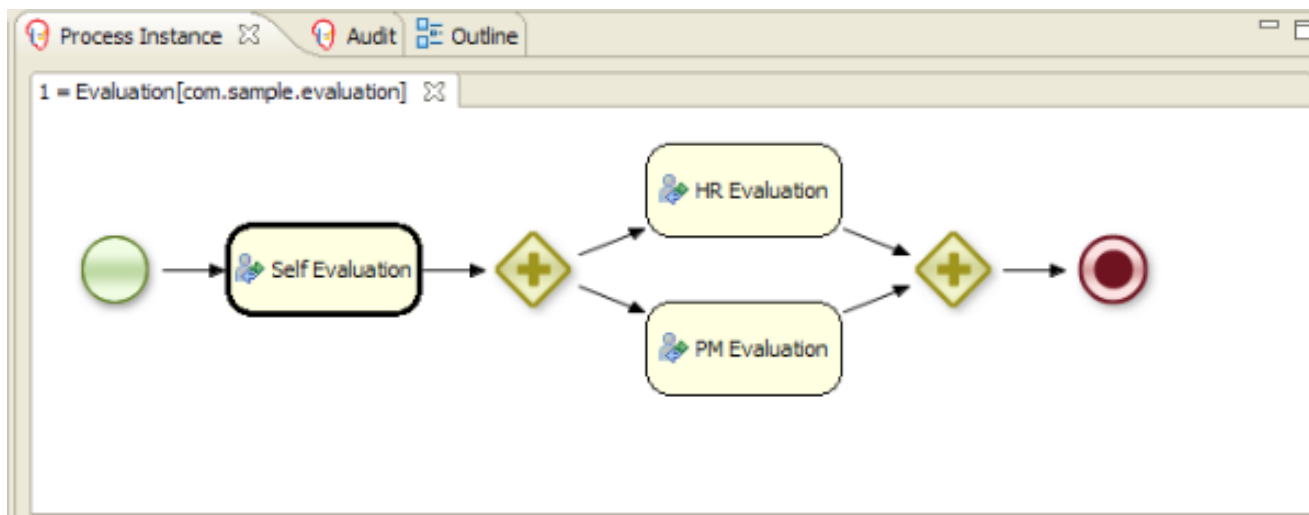 Process Instance Audit Outline
1 = Evaluation[com.sample.evaluation]
HR Evaluation
Self Evaluation
PM Evaluation